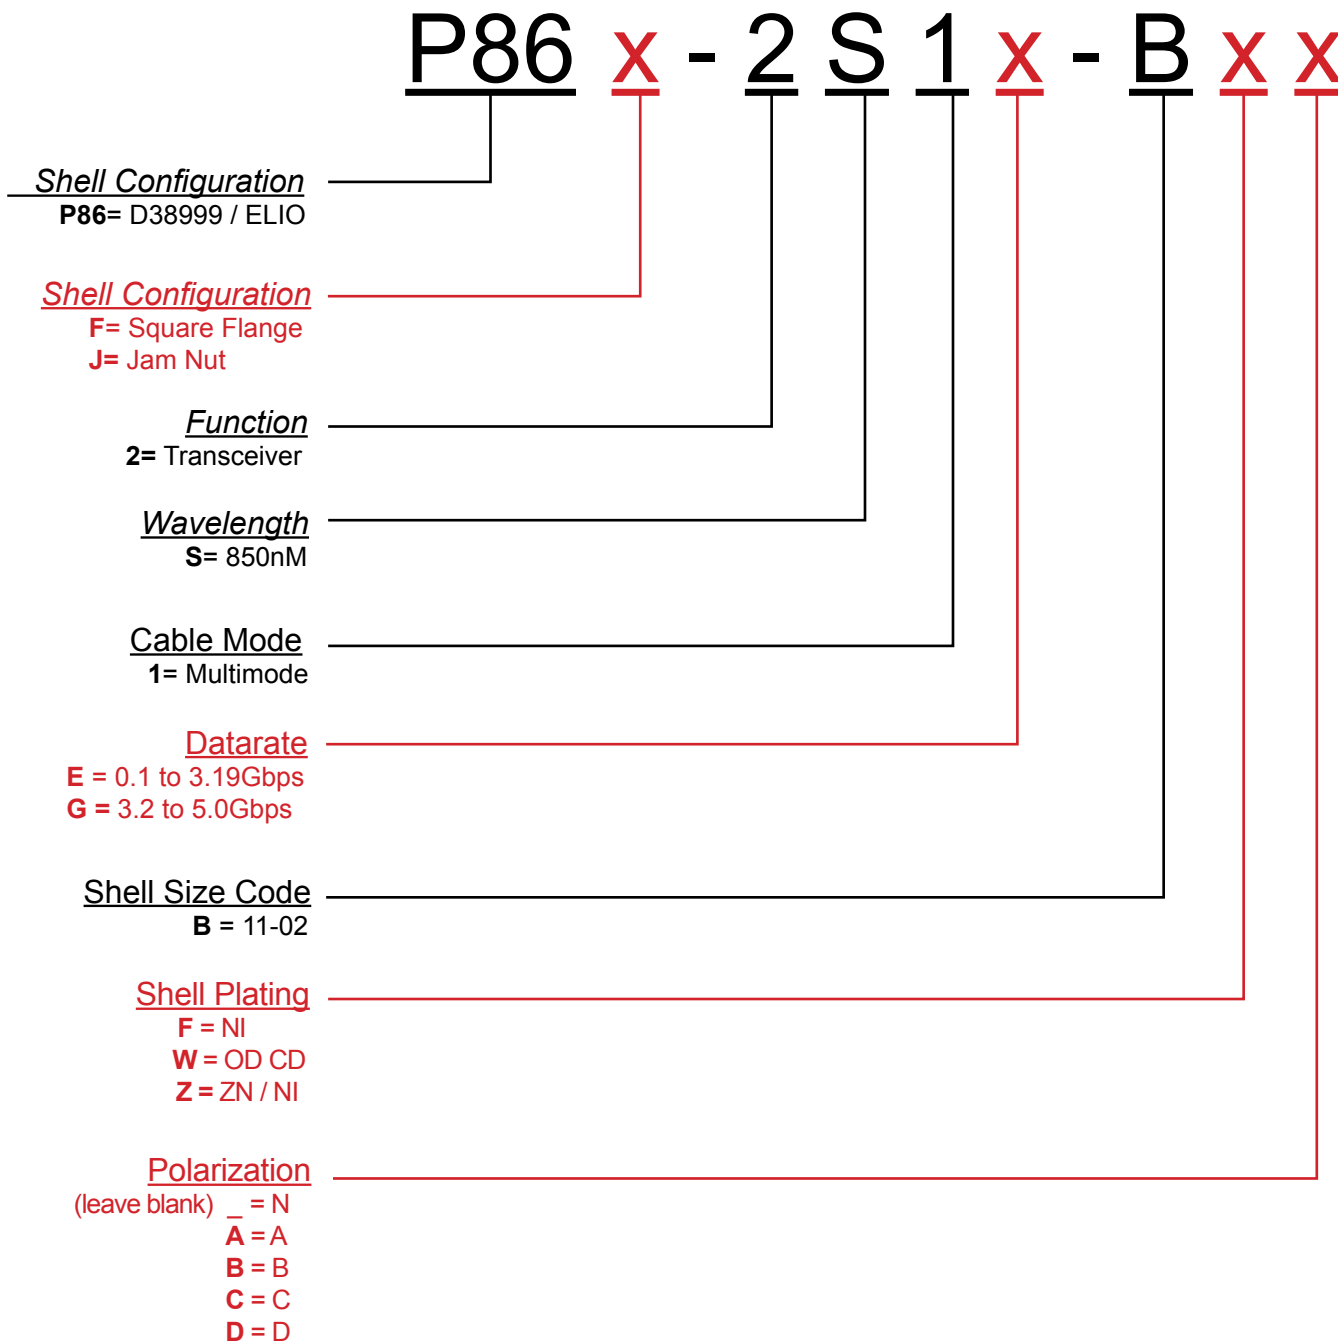 P86 x - 2 S 1 x - B x x
Shell Configuration
P86= D38999 / ELIO
Shell Configuration
F= Square Flange
J= Jam Nut
Function
2= Transceiver
Wavelength
S= 850nM
Cable Mode
1= Multimode
Datarate
E = 0.1 to 3.19Gbps
G = 3.2 to 5.0Gbps
Shell Size Code
B = 11-02
Shell Plating
F = NI
W = OD CD
Z = ZN / NI
Polarization
(leave blank) _ = N
A = A
B = B
C = C
D = D